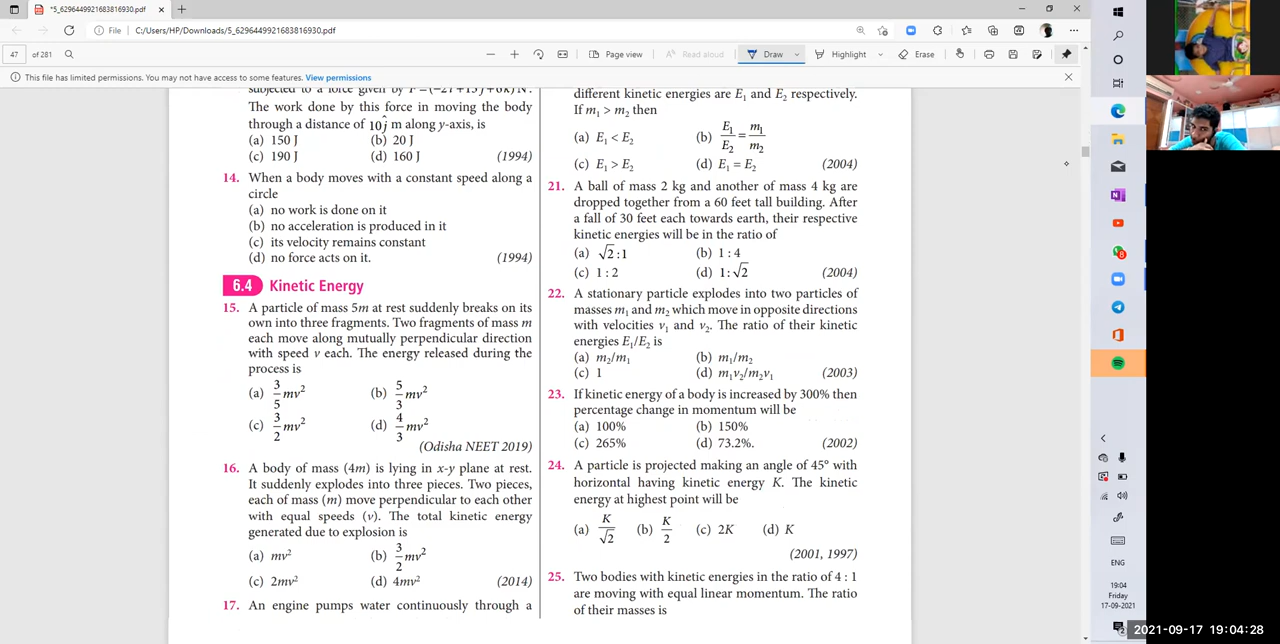 *5_6296449921683816930.pdf
File C:/Users/HP/Downloads/5_6296449921683816930.pdf
47 of 281 Page view Read aloud Draw Highlight Erase
This file has limited permissions. You may not have access to some features. View permissions
subjected to a force given by
The work done by this force in moving the body
through a distance of 10ĵ m along y-axis, is
(a) 150 J (b) 20 J
(c) 190 J (d) 160 J (1994)
14. When a body moves with a constant speed along a
circle
(a) no work is done on it
(b) no acceleration is produced in it
(c) its velocity remains constant
(d) no force acts on it. (1994)
6.4 Kinetic Energy
15. A particle of mass 5m at rest suddenly breaks on its
own into three fragments. Two fragments of mass m
each move along mutually perpendicular direction
with speed v each. The energy released during the
process is
(a) 3/5 mv² (b) 5/3 mv²
(c) 3/2 mv² (d) 4/3 mv²
(Odisha NEET 2019)
16. A body of mass (4m) is lying in x-y plane at rest.
It suddenly explodes into three pieces. Two pieces,
each of mass (m) move perpendicular to each other
with equal speeds (v). The total kinetic energy
generated due to explosion is
(a) mv² (b) 3/2 mv²
(c) 2mv² (d) 4mv² (2014)
17. An engine pumps water continuously through a
different kinetic energies are E₁ and E₂ respectively.
If m₁ > m₂ then
(a) E₁ < E₂ (b) E₁/E₂ = m₁/m₂
(c) E₁ > E₂ (d) E₁ = E₂ (2004)
21. A ball of mass 2 kg and another of mass 4 kg are
dropped together from a 60 feet tall building. After
a fall of 30 feet each towards earth, their respective
kinetic energies will be in the ratio of
(a) √2 : 1 (b) 1 : 4
(c) 1 : 2 (d) 1 : √2 (2004)
22. A stationary particle explodes into two particles of
masses m₁ and m₂ which move in opposite directions
with velocities v₁ and v₂. The ratio of their kinetic
energies E₁/E₂ is
(a) m₂/m₁ (b) m₁/m₂
(c) 1 (d) m₁v₂/m₂v₁ (2003)
23. If kinetic energy of a body is increased by 300% then
percentage change in momentum will be
(a) 100% (b) 150%
(c) 265% (d) 73.2%. (2002)
24. A particle is projected making an angle of 45° with
horizontal having kinetic energy K. The kinetic
energy at highest point will be
(a) K/√2 (b) K/2 (c) 2K (d) K
(2001, 1997)
25. Two bodies with kinetic energies in the ratio of 4 : 1
are moving with equal linear momentum. The ratio
of their masses is
ENG
19:04
Friday
17-09-2021
2021-09-17 19:04:28